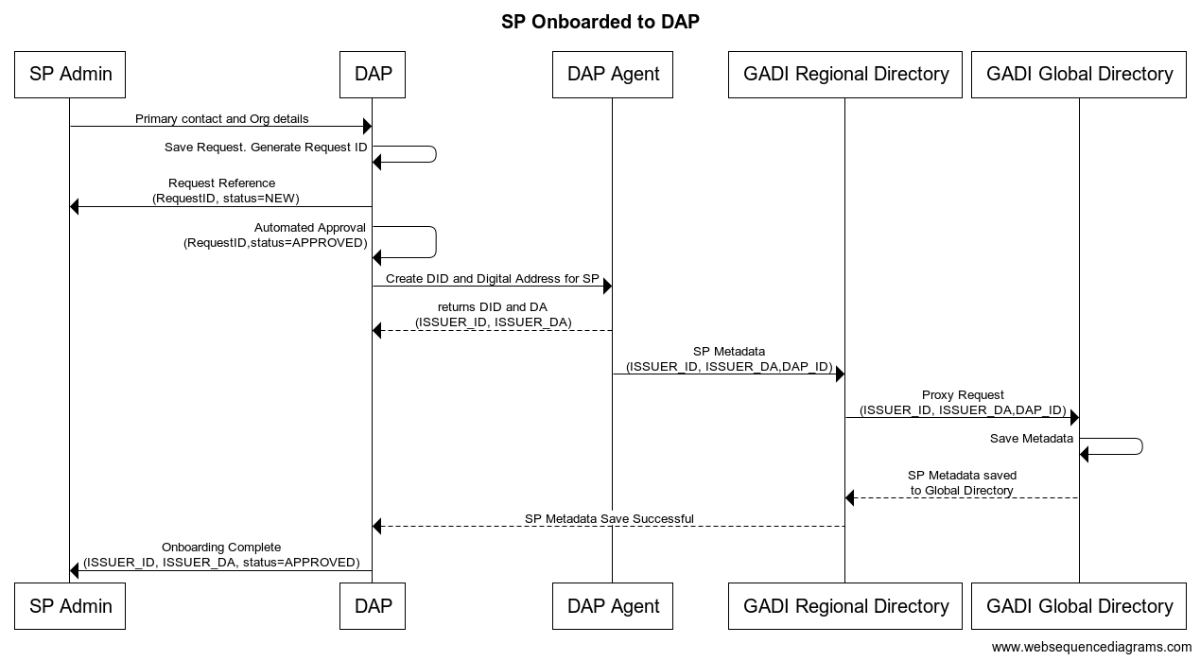 SP Onboarded to DAP
SP Admin
DAP
DAP Agent
GADI Regional Directory
GADI Global Directory
Primary contact and Org details
Save Request. Generate Request ID
Request Reference
(RequestID, status=NEW)
Automated Approval
(RequestID,status=APPROVED)
Create DID and Digital Address for SP
returns DID and DA
(ISSUER_ID, ISSUER_DA)
SP Metadata
(ISSUER_ID, ISSUER_DA,DAP_ID)
Proxy Request
(ISSUER_ID, ISSUER_DA,DAP_ID)
Save Metadata
SP Metadata saved
to Global Directory
SP Metadata Save Successful
Onboarding Complete
(ISSUER_ID, ISSUER_DA, status=APPROVED)
SP Admin
DAP
DAP Agent
GADI Regional Directory
GADI Global Directory
www.websequencediagrams.com